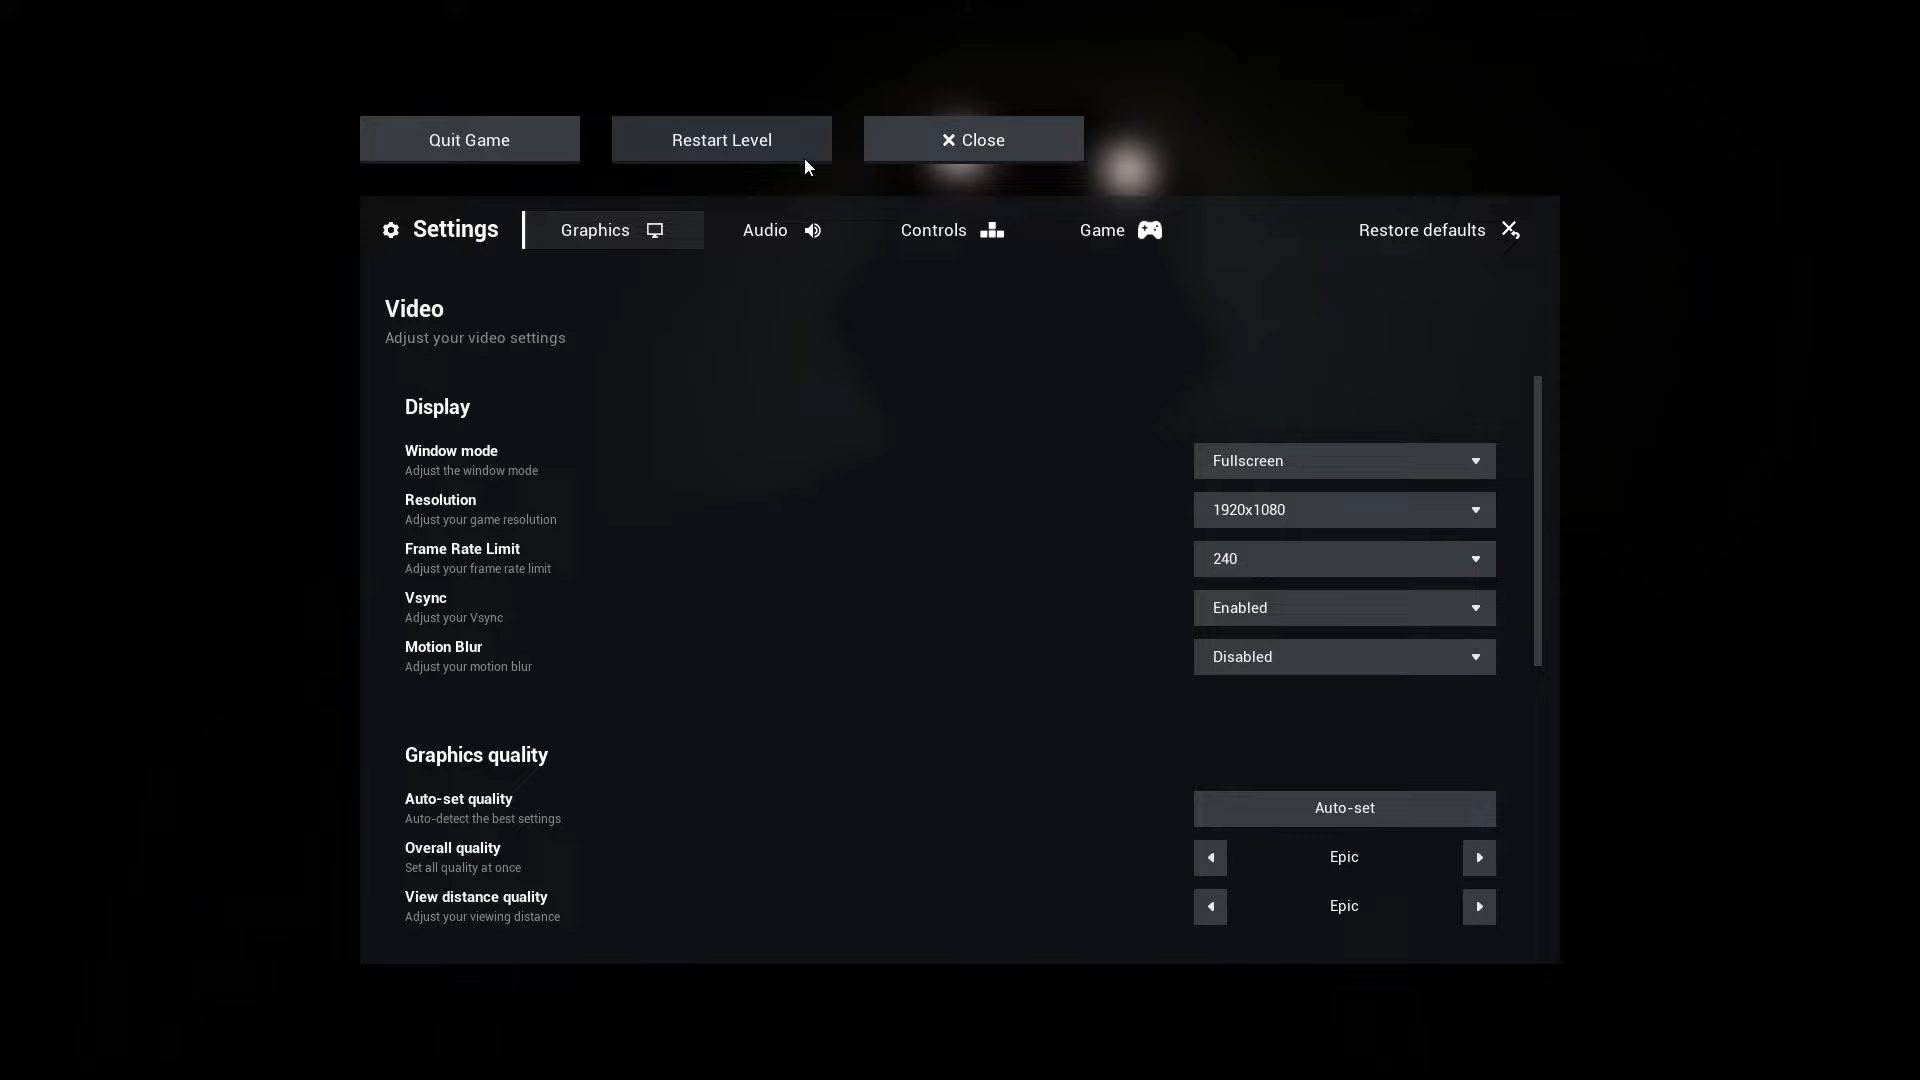 Quit Game
Restart Level
Close
Settings
Graphics
Audio
Controls
Game
Restore defaults
Video
Adjust your video settings
Display
Window mode
Adjust the window mode
Fullscreen
Resolution
Adjust your game resolution
1920x1080
Frame Rate Limit
Adjust your frame rate limit
240
Vsync
Adjust your Vsync
Enabled
Motion Blur
Adjust your motion blur
Disabled
Graphics quality
Auto-set quality
Auto-detect the best settings
Auto-set
Overall quality
Set all quality at once
Epic
View distance quality
Adjust your viewing distance
Epic